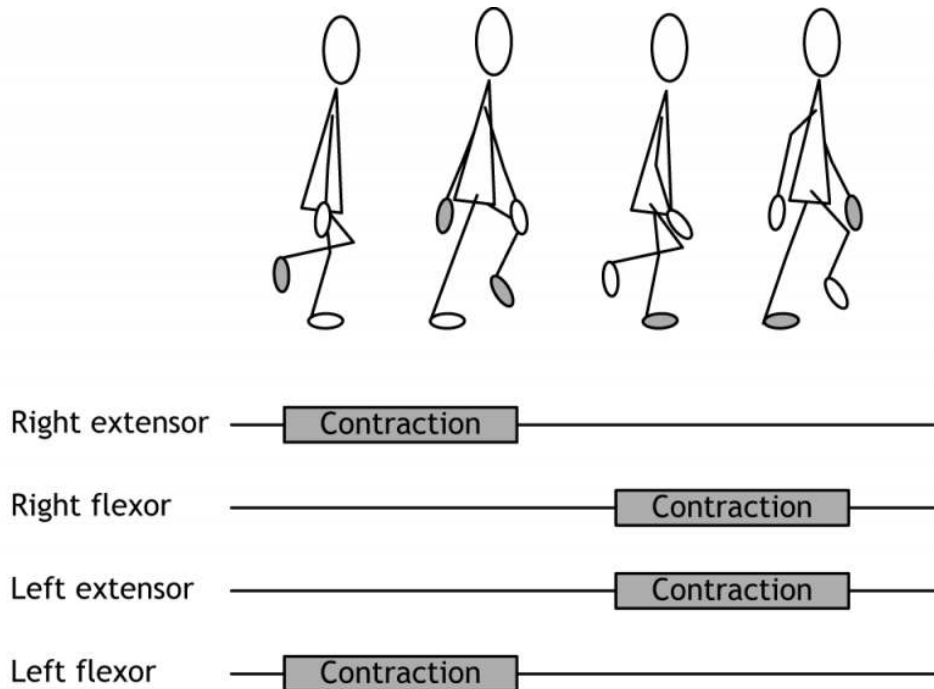 Right extensor Contraction
Right flexor Contraction
Left extensor Contraction
Left flexor Contraction